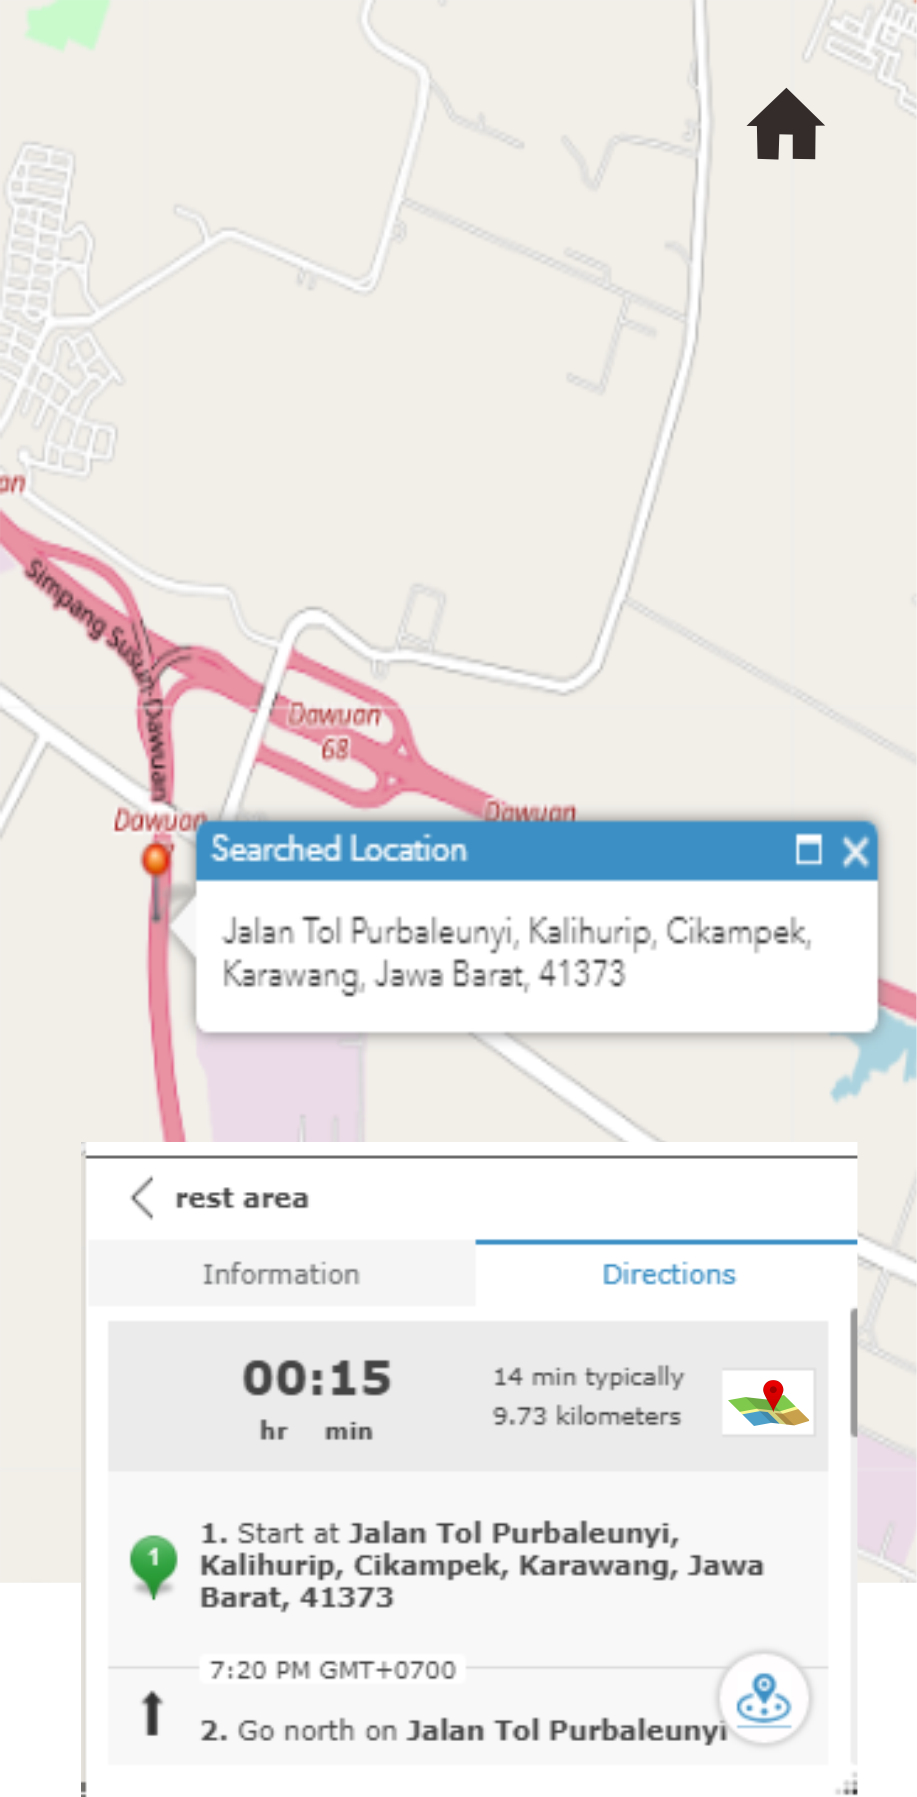 an
Simpang Susun Dawuan
Dawuan
68
Dawuan
Dawuan
Searched Location
Jalan Tol Purbaleunyi, Kalihurip, Cikampek,
Karawang, Jawa Barat, 41373
rest area
Information
Directions
00:15
hr min
14 min typically
9.73 kilometers
1
1. Start at Jalan Tol Purbaleunyi,
Kalihurip, Cikampek, Karawang, Jawa
Barat, 41373
7:20 PM GMT+0700
2. Go north on Jalan Tol Purbaleunyi